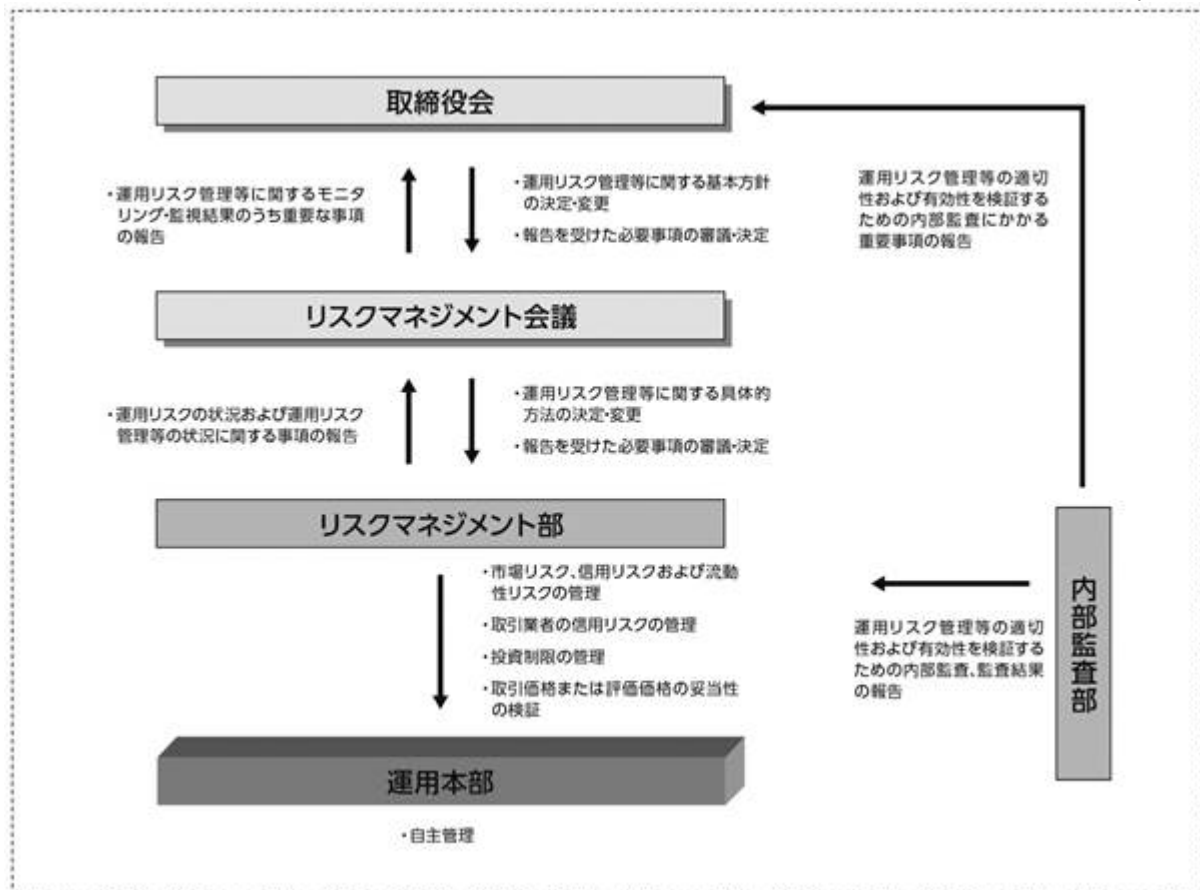 取締役会
・運用リスク管理等に関するモニタ
リング・監視結果のうち重要な事項
の報告
・運用リスク管理等に関する基本方針
の決定・変更
・報告を受けた必要事項の審議・決定
運用リスク管理等の適切
性および有効性を検証する
ための内部監査にかかる
重要事項の報告
リスクマネジメント会議
・運用リスクの状況および運用リスク
管理等の状況に関する事項の報告
・運用リスク管理等に関する具体的
方法の決定・変更
・報告を受けた必要事項の審議・決定
リスクマネジメント部
・市場リスク、信用リスクおよび流動
性リスクの管理
・取引業者の信用リスクの管理
・投資制限の管理
・取引価格または評価価格の妥当性
の検証
運用リスク管理等の適切
性および有効性を検証する
ための内部監査、監査結果
の報告
内部監査部
運用本部
・自主管理